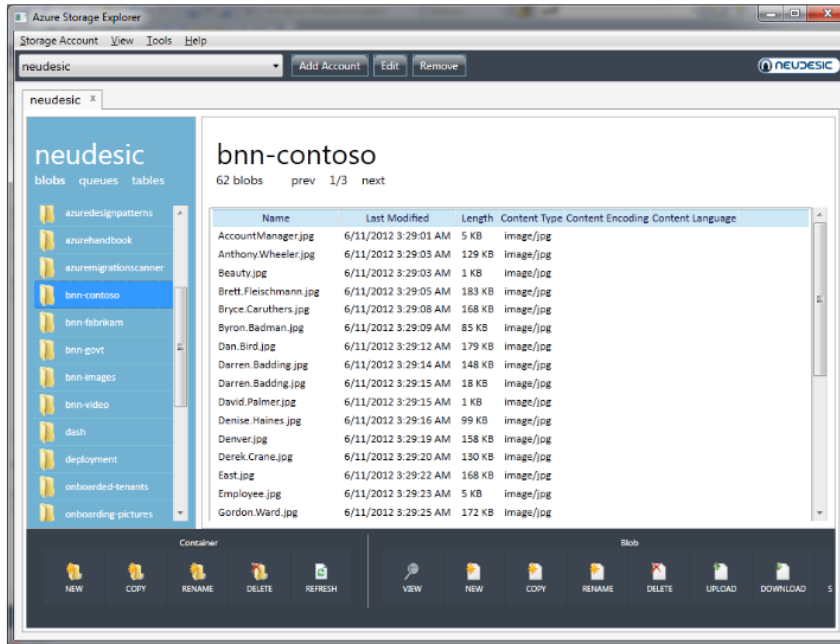 Azure Storage Explorer
Storage Account View Tools Help
neudesic Add Account Edit Remove NEUDESIC
neudesic x
neudesic
blobs queues tables
azuredesignpatterns
azurehandbook
azuremigrationscanner
bnn-contoso
bnn-fabrikam
bnn-govt
bnn-images
bnn-video
dash
deployment
onboarded-tenants
onboarding-pictures
bnn-contoso
62 blobs prev 1/3 next
Name Last Modified Length Content Type Content Encoding Content Language
AccountManager.jpg 6/11/2012 3:29:01 AM 5 KB image/jpg
Anthony.Wheeler.jpg 6/11/2012 3:29:03 AM 129 KB image/jpg
Beauty.jpg 6/11/2012 3:29:03 AM 1 KB image/jpg
Brett.Fleischmann.jpg 6/11/2012 3:29:05 AM 183 KB image/jpg
Bryce.Caruthers.jpg 6/11/2012 3:29:08 AM 168 KB image/jpg
Byron.Badman.jpg 6/11/2012 3:29:09 AM 85 KB image/jpg
Dan.Bird.jpg 6/11/2012 3:29:12 AM 179 KB image/jpg
Darren.Badding.jpg 6/11/2012 3:29:14 AM 148 KB image/jpg
Darren.Baddng.jpg 6/11/2012 3:29:15 AM 18 KB image/jpg
David.Palmer.jpg 6/11/2012 3:29:15 AM 1 KB image/jpg
Denise.Haines.jpg 6/11/2012 3:29:16 AM 99 KB image/jpg
Denver.jpg 6/11/2012 3:29:19 AM 158 KB image/jpg
Derek.Crane.jpg 6/11/2012 3:29:20 AM 130 KB image/jpg
East.jpg 6/11/2012 3:29:22 AM 168 KB image/jpg
Employee.jpg 6/11/2012 3:29:23 AM 5 KB image/jpg
Gordon.Ward.jpg 6/11/2012 3:29:25 AM 172 KB image/jpg
Container Blob
NEW COPY RENAME DELETE REFRESH VIEW NEW COPY RENAME DELETE UPLOAD DOWNLOAD S